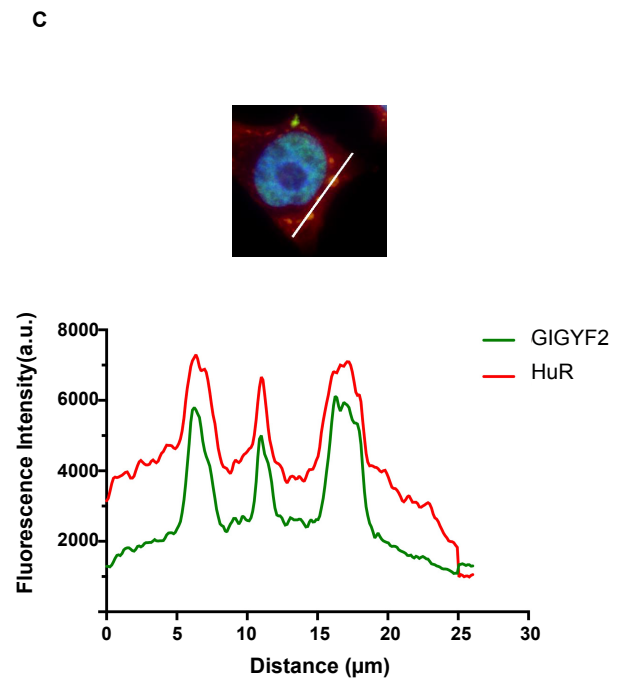 C
8000
6000
4000
2000
Fluorescence Intensity(a.u.)
GIGYF2
HuR
0 5 10 15 20 25 30
Distance (µm)